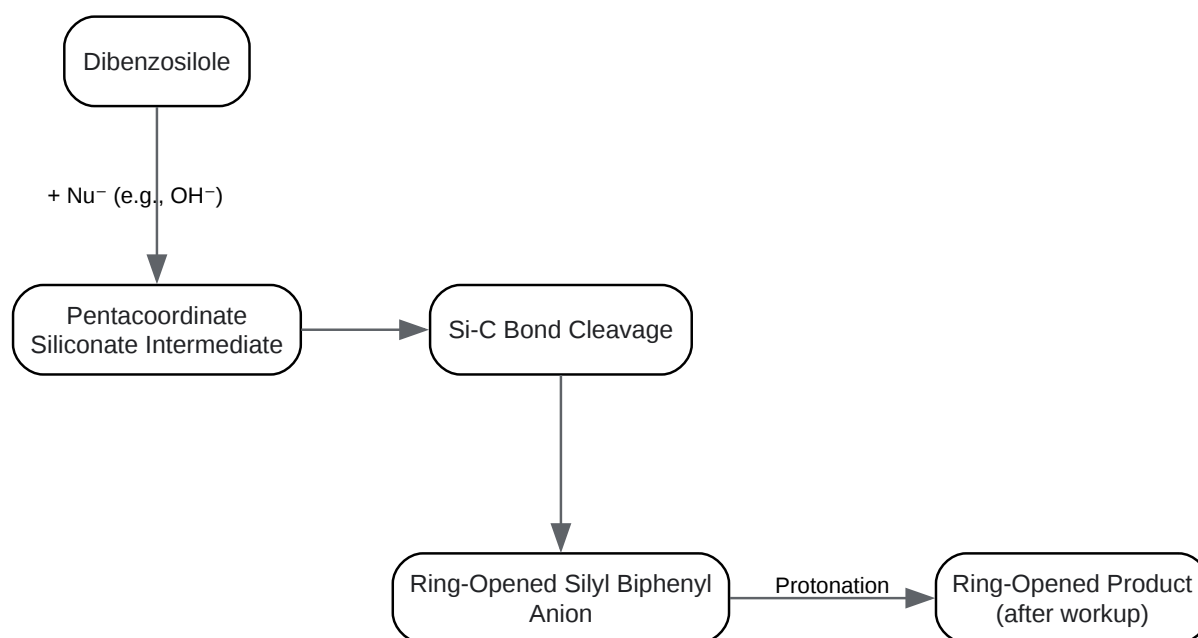 Dibenzosilole
+ Nu⁻ (e.g., OH⁻)
Pentacoordinate
Siliconate Intermediate
Si-C Bond Cleavage
Ring-Opened Silyl Biphenyl
Anion
Protonation
Ring-Opened Product
(after workup)